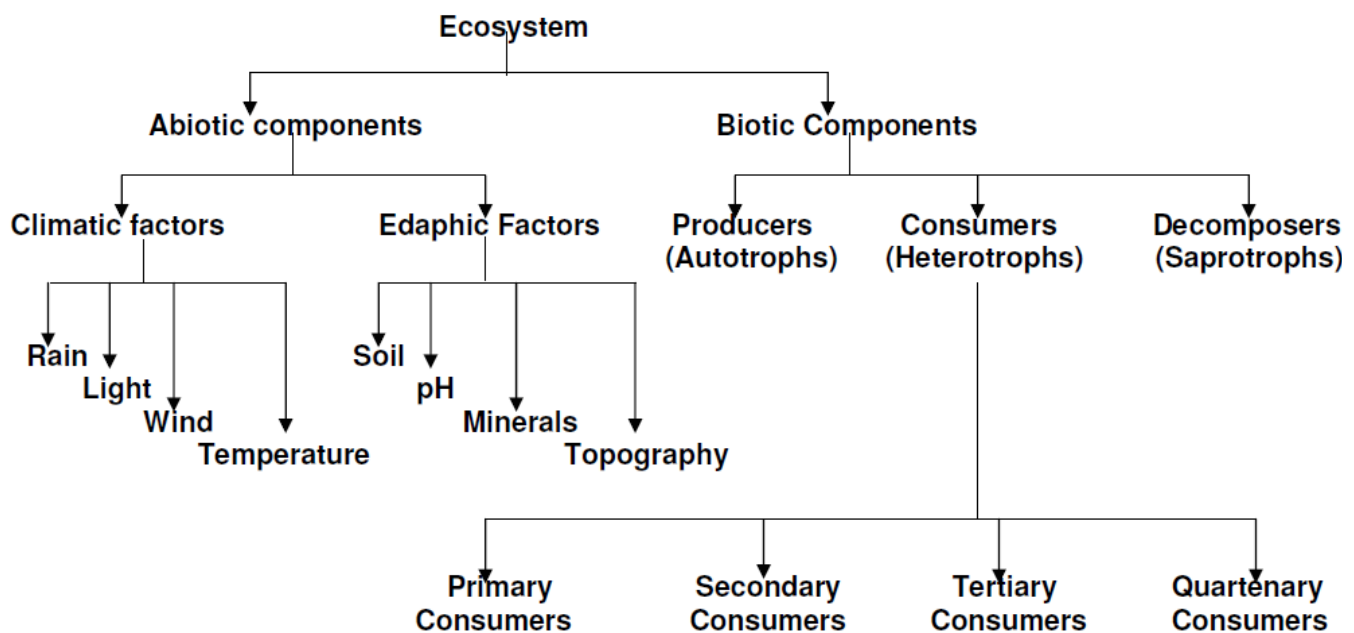 Ecosystem
Abiotic components
Biotic Components
Climatic factors
Edaphic Factors
Producers
(Autotrophs)
Consumers
(Heterotrophs)
Decomposers
(Saprotrophs)
Rain
Light
Wind
Temperature
Soil
pH
Minerals
Topography
Primary
Consumers
Secondary
Consumers
Tertiary
Consumers
Quartenary
Consumers